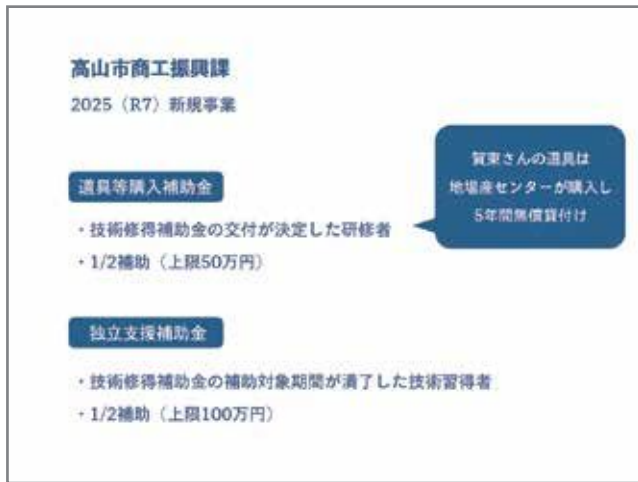 高山市商工振興課
2025（R7）新規事業
道具等購入補助金
・技術修得補助金の交付が決定した研修者
・1/2補助（上限50万円）
賀東さんの道具は
地場産センターが購入し
5年間無償貸付け
独立支援補助金
・技術修得補助金の補助対象期間が満了した技術習得者
・1/2補助（上限100万円）